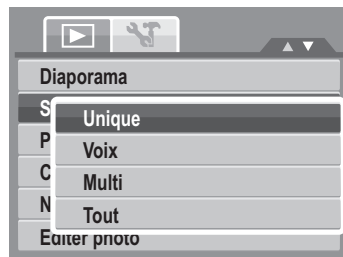 Diaporama
S
Unique
P
Voix
C
Multi
N
Tout
Editer photo